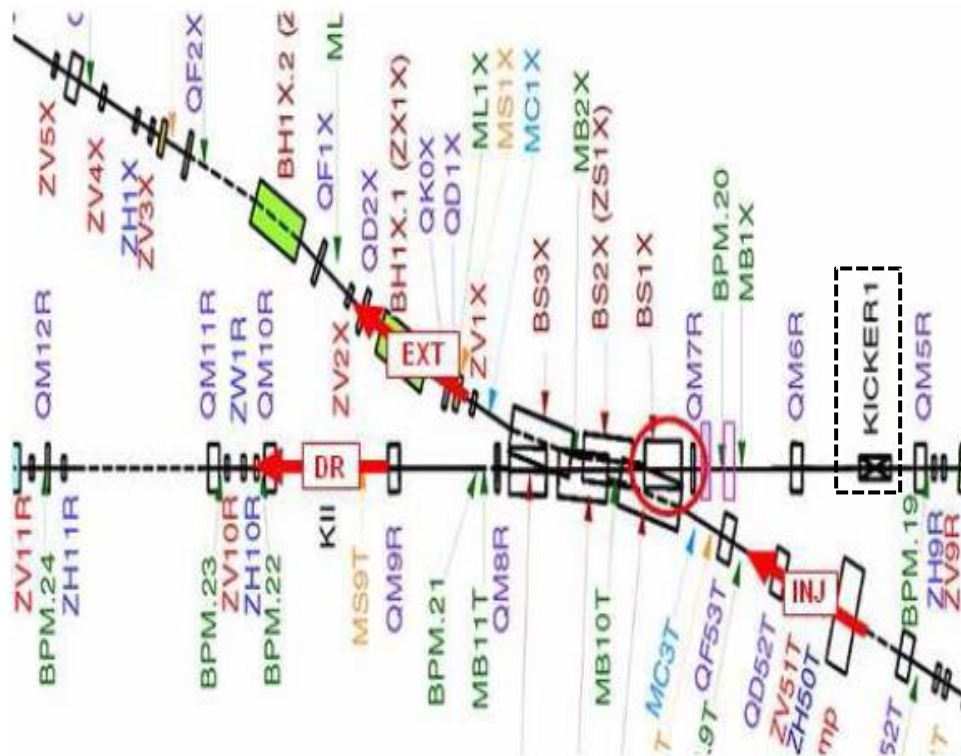 ZV5X
ZV4X
ZH1X
ZV3X
QF2X
BH1X.2
ML
QF1X
QD2X
BH1X.1 (ZX1X)
QK0X
QD1X
ML1X
MS1X
MC1X
MB2X
ZV2X
EXT
ZV1X
BS3X
BS2X (ZS1X)
BS1X
BPM.20
MB1X
QM7R
QM6R
KICKER1
QM5R
QM12R
QM11R
ZW1R
QM10R
DR
ZV11R
BPM.24
ZH11R
BPM.23
ZV10R
ZH10R
BPM.22
KII
MS9T
QM9R
BPM.21
MB11T
QM8R
MB10T
MC3T
QF53T
QD52T
ZV51T
ZH50T
INJ
BPM.19
ZH9R
ZV9R